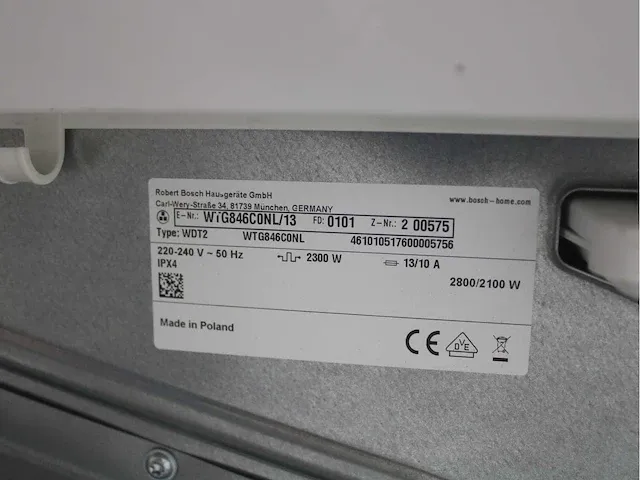 Robert Bosch Hausgeräte GmbH
www.bosch-home.com
Carl-Wery-Straße 34, 81739 München, GERMANY
E-Nr.: WTG846C0NL/13 FD: 0101 Z-Nr.: 2 00575
Type: WDT2 WTG846C0NL 461010517600005756
220-240 V ~ 50 Hz 2300 W 13/10 A
IPX4
2800/2100 W
Made in Poland
CE DVE